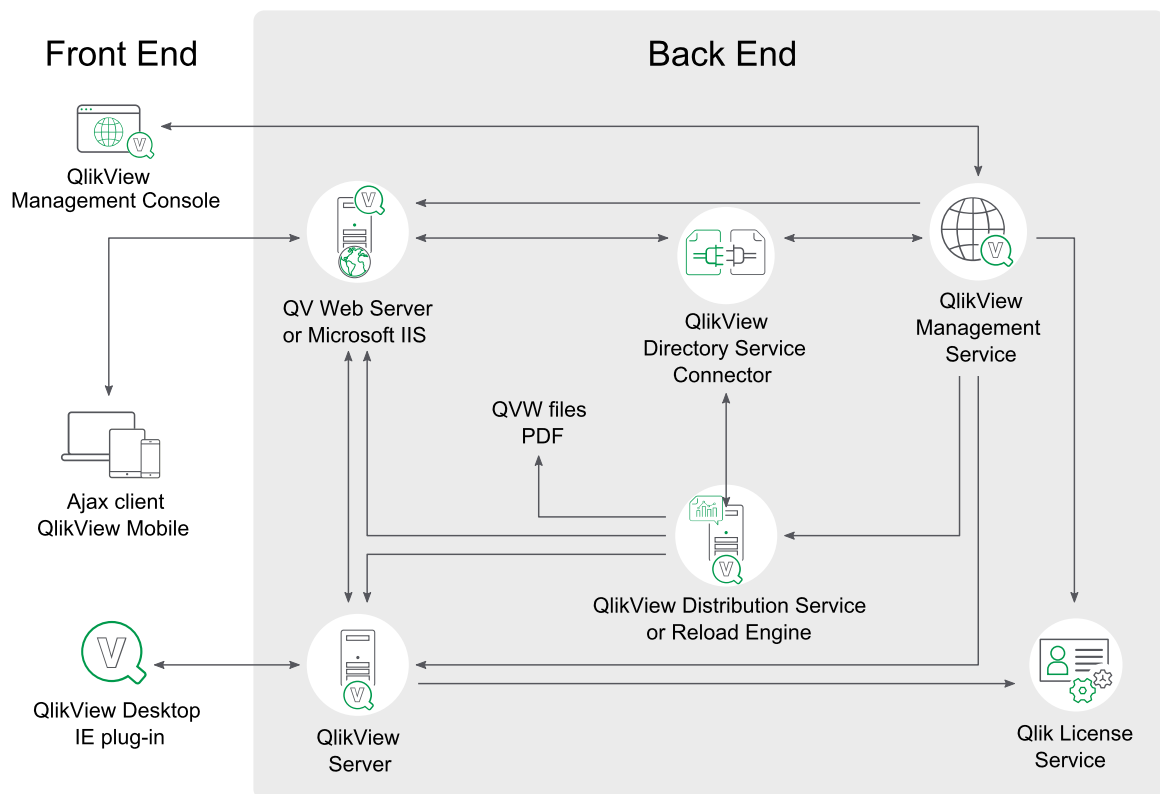 Front End
Back End
QlikView
Management Console
QV Web Server
or Microsoft IIS
QlikView
Directory Service
Connector
QlikView
Management
Service
QVW files
PDF
Ajax client
QlikView Mobile
QlikView Distribution Service
or Reload Engine
QlikView Desktop
IE plug-in
QlikView
Server
Qlik License
Service